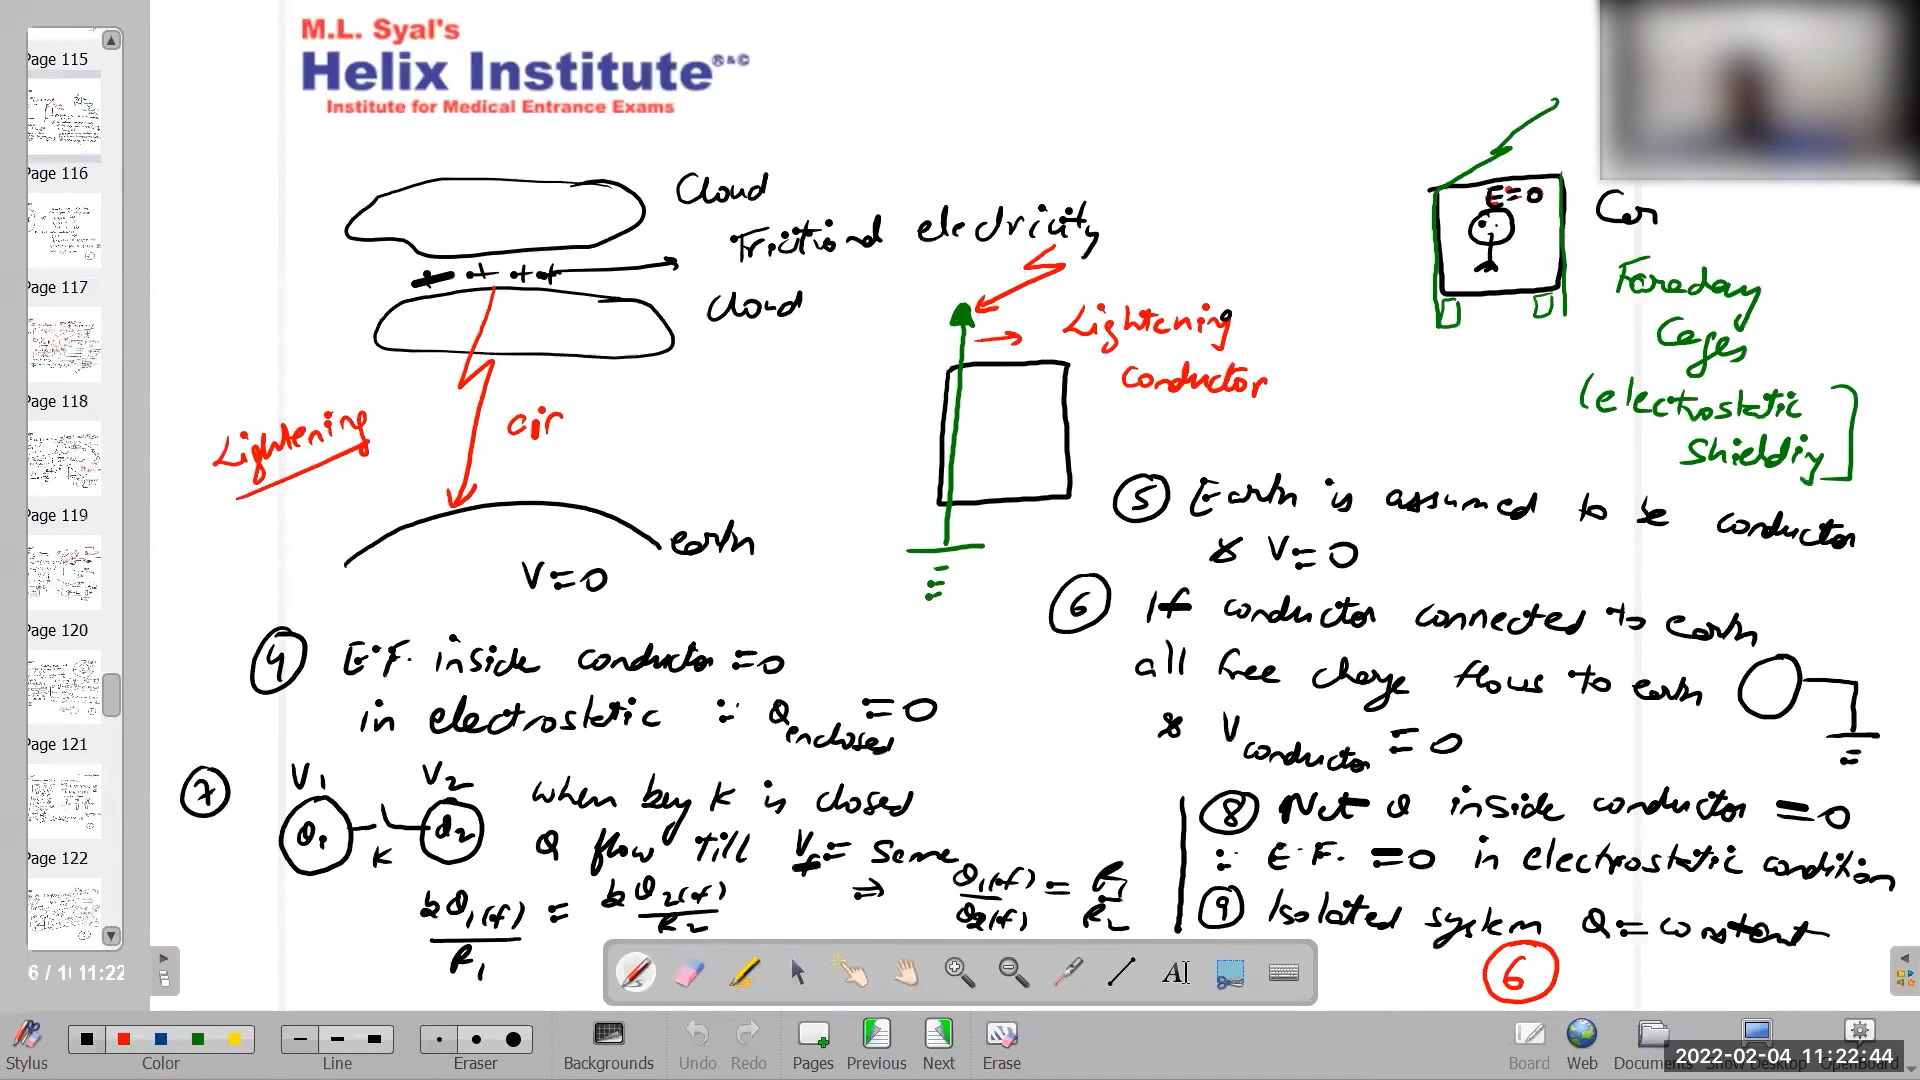 M.L. Syal's
Helix Institute®&©
Institute for Medical Entrance Exams
Cloud
Frictional electricity
- + + +
Cloud
Lightening
air
earth
V = 0
Lightening
conductor
E = 0
Car
Faraday
Cages
(electrostatic
Shielding]
④ E.F. inside conductor = 0
in electrostatic ∵ Q enclosed = 0
⑤ Earth is assumed to be conductor
& V = 0
⑥ If conductor connected to earth
all free charge flows to earth
& V conductor = 0
⑦ V1 V2
Q1 K Q2
when key K is closed
Q flow till Vf = Same
kQ1(f)/R1 = kQ2(f)/R2 ⇒ Q1(f)/Q2(f) = R1/R2
⑧ Net Q inside conductor = 0
∵ E.F. = 0 in electrostatic condition
⑨ Isolated system Q = constant
6
Page 115
Page 116
Page 117
Page 118
Page 119
Page 120
Page 121
Page 122
11:22
Stylus
Color
Line
Eraser
Backgrounds
Undo
Redo
Pages
Previous
Next
Erase
Board
Web
Documents
Show Desktop
OpenBoard
2022-02-04 11:22:44